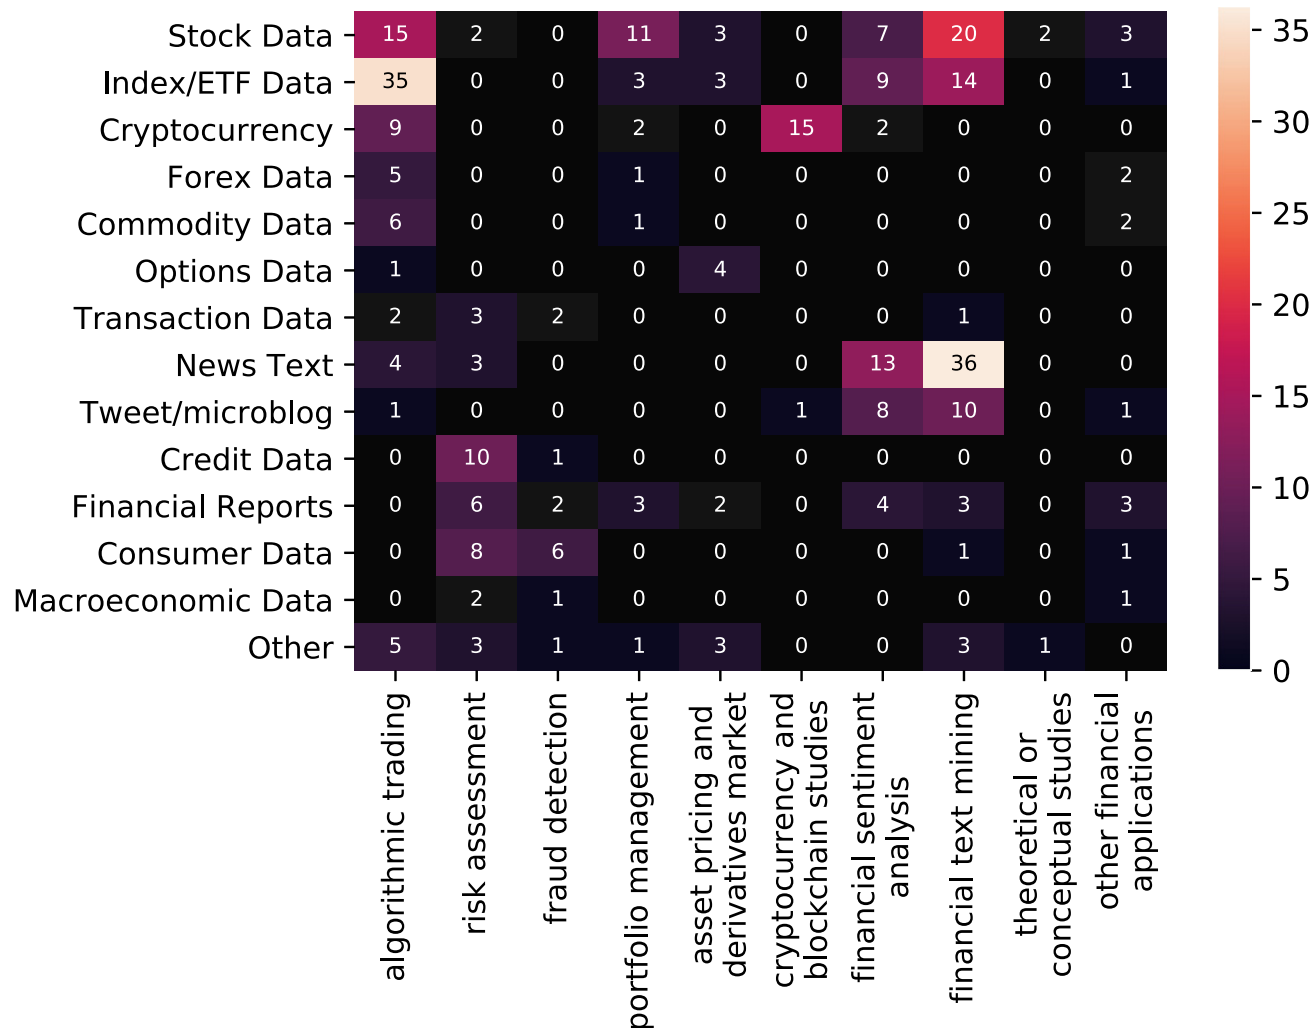 Stock Data 15 2 0 11 3 0 7 20 2 3
Index/ETF Data 35 0 0 3 3 0 9 14 0 1
Cryptocurrency 9 0 0 2 0 15 2 0 0 0
Forex Data 5 0 0 1 0 0 0 0 0 2
Commodity Data 6 0 0 1 0 0 0 0 0 2
Options Data 1 0 0 0 4 0 0 0 0 0
Transaction Data 2 3 2 0 0 0 0 1 0 0
News Text 4 3 0 0 0 0 13 36 0 0
Tweet/microblog 1 0 0 0 0 1 8 10 0 1
Credit Data 0 10 1 0 0 0 0 0 0 0
Financial Reports 0 6 2 3 2 0 4 3 0 3
Consumer Data 0 8 6 0 0 0 0 1 0 1
Macroeconomic Data 0 2 1 0 0 0 0 0 0 1
Other 5 3 1 1 3 0 0 3 1 0
algorithmic trading
risk assessment
fraud detection
portfolio management
asset pricing and
derivatives market
cryptocurrency and
blockchain studies
financial sentiment
analysis
financial text mining
theoretical or
conceptual studies
other financial
applications
35
30
25
20
15
10
5
0